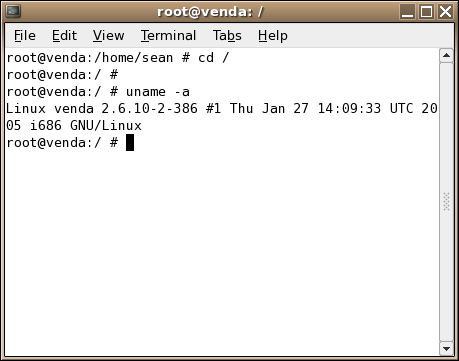 root@venda: /
File Edit View Terminal Tabs Help
root@venda:/home/sean # cd /
root@venda:/ #
root@venda:/ # uname -a
Linux venda 2.6.10-2-386 #1 Thu Jan 27 14:09:33 UTC 20
05 i686 GNU/Linux
root@venda:/ #